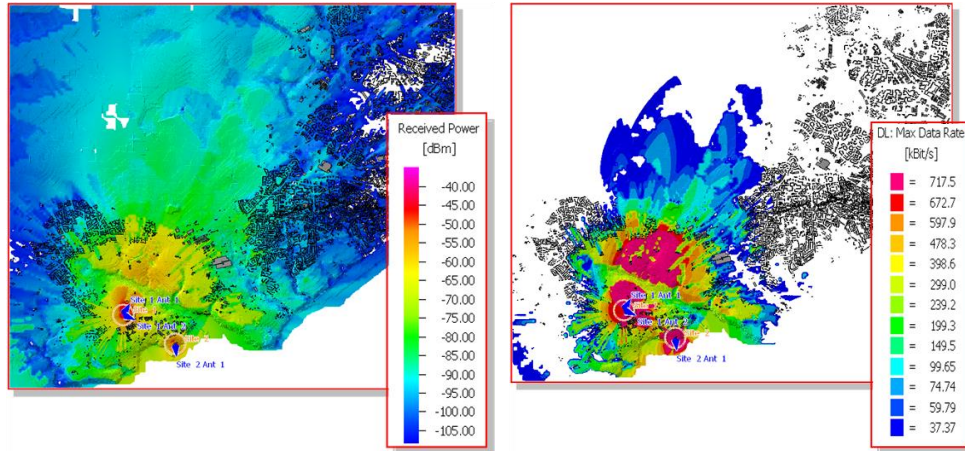 Received Power
[dBm]
-40.00
-45.00
-50.00
-55.00
-60.00
-65.00
-70.00
-75.00
-80.00
-85.00
-90.00
-95.00
-100.00
-105.00
Site 1 Ant 1
Site 1 Ant 2
Site 2 Ant 1
DL: Max Data Rate
[kBit/s]
= 717.5
= 672.7
= 597.9
= 478.3
= 398.6
= 299.0
= 239.2
= 199.3
= 149.5
= 99.65
= 74.74
= 59.79
= 37.37
Site 1 Ant 1
Site 1 Ant 2
Site 2 Ant 1